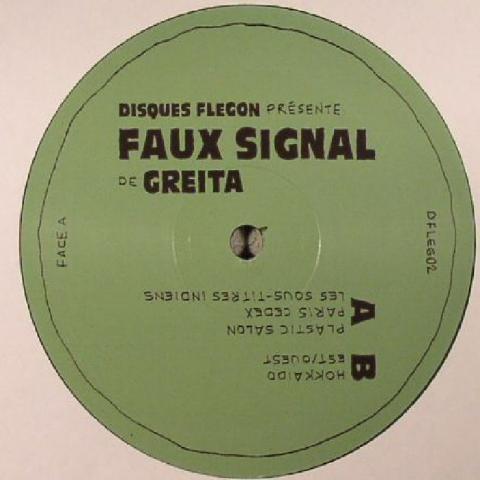 DISQUES FLEGON PRÉSENTE
FAUX SIGNAL
DE GREITA
FACE A
DFLEG02
B
HOKKAIDO
EST/OUEST
A
PLASTIC SALON
PARIS CEDEX
LES SOUS-TITRES INDIENS